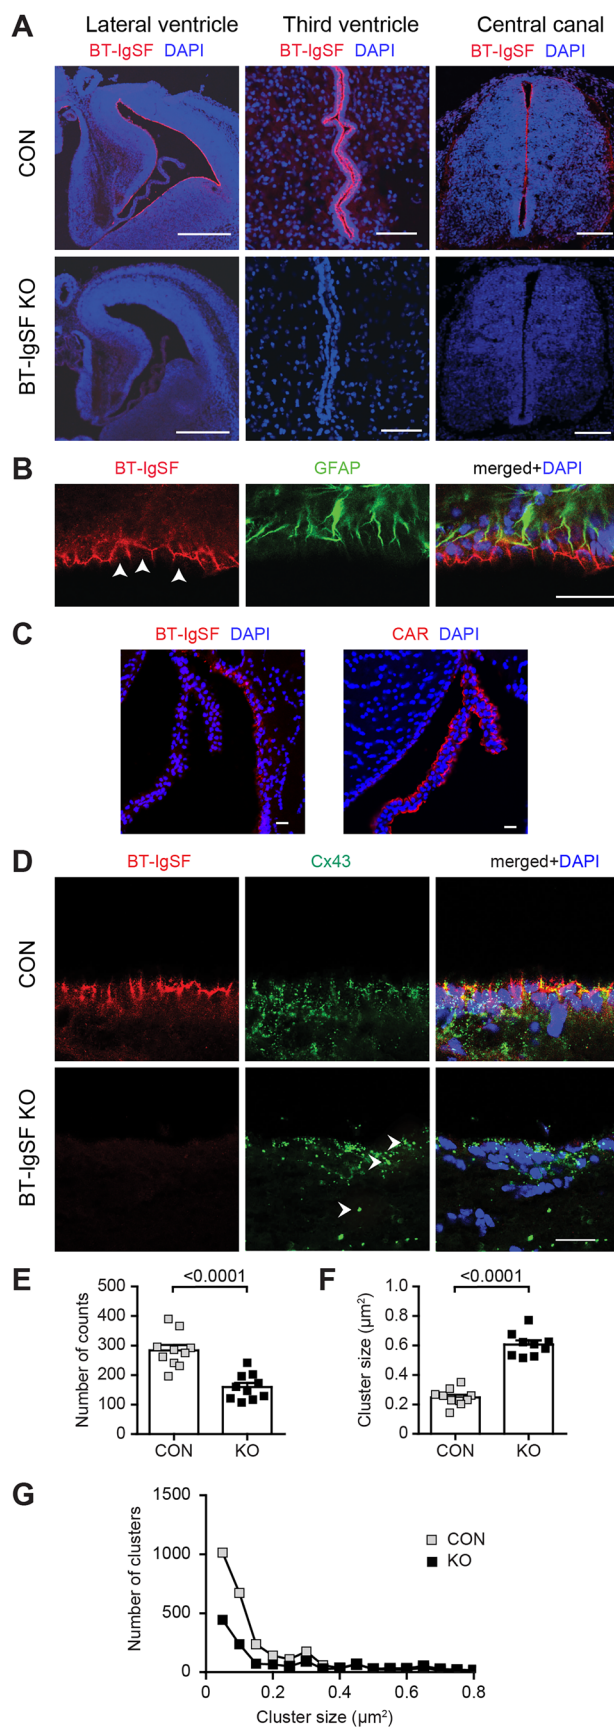 A
Lateral ventricle
Third ventricle
Central canal
BT-IgSF DAPI
BT-IgSF DAPI
BT-IgSF DAPI
CON
BT-IgSF KO
B
BT-IgSF
GFAP
merged+DAPI
C
BT-IgSF DAPI
CAR DAPI
D
BT-IgSF
Cx43
merged+DAPI
CON
BT-IgSF KO
E
<0.0001
Number of counts
500
400
300
200
100
0
CON
KO
F
<0.0001
Cluster size (µm²)
1.0
0.8
0.6
0.4
0.2
0
CON
KO
G
Number of clusters
1500
1000
500
0
CON
KO
0
0.2
0.4
0.6
0.8
Cluster size (µm²)